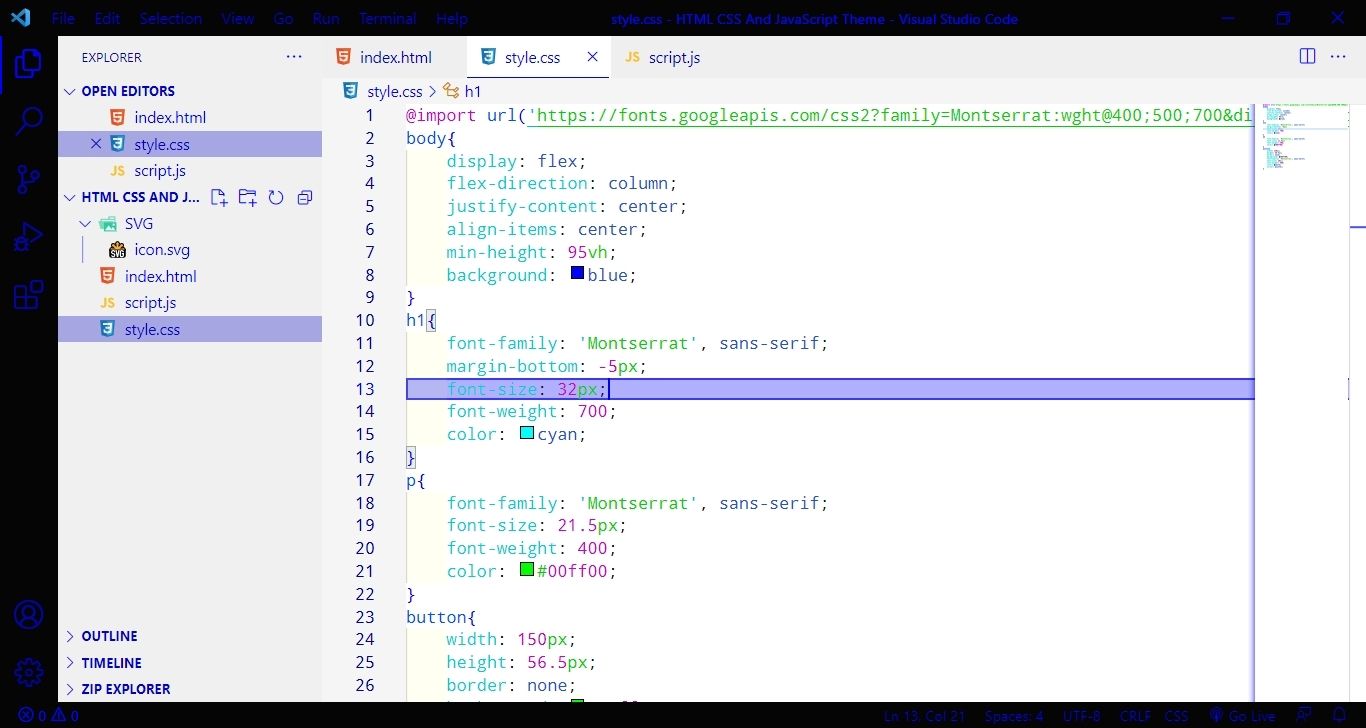 File Edit Selection View Go Run Terminal Help
style.css - HTML CSS And JavaScript Theme - Visual Studio Code
EXPLORER
OPEN EDITORS
index.html
style.css
JS script.js
HTML CSS AND J...
SVG
SVG icon.svg
index.html
JS script.js
style.css
OUTLINE
TIMELINE
ZIP EXPLORER
index.html
style.css
JS script.js
style.css > h1
1 @import url('https://fonts.googleapis.com/css2?family=Montserrat:wght@400;500;700&di
2 body{
3 display: flex;
4 flex-direction: column;
5 justify-content: center;
6 align-items: center;
7 min-height: 95vh;
8 background: blue;
9 }
10 h1{
11 font-family: 'Montserrat', sans-serif;
12 margin-bottom: -5px;
13 font-size: 32px;
14 font-weight: 700;
15 color: cyan;
16 }
17 p{
18 font-family: 'Montserrat', sans-serif;
19 font-size: 21.5px;
20 font-weight: 400;
21 color: #00ff00;
22 }
23 button{
24 width: 150px;
25 height: 56.5px;
26 border: none;
0 0
Ln 13, Col 21 Spaces: 4 UTF-8 CRLF CSS Go Live